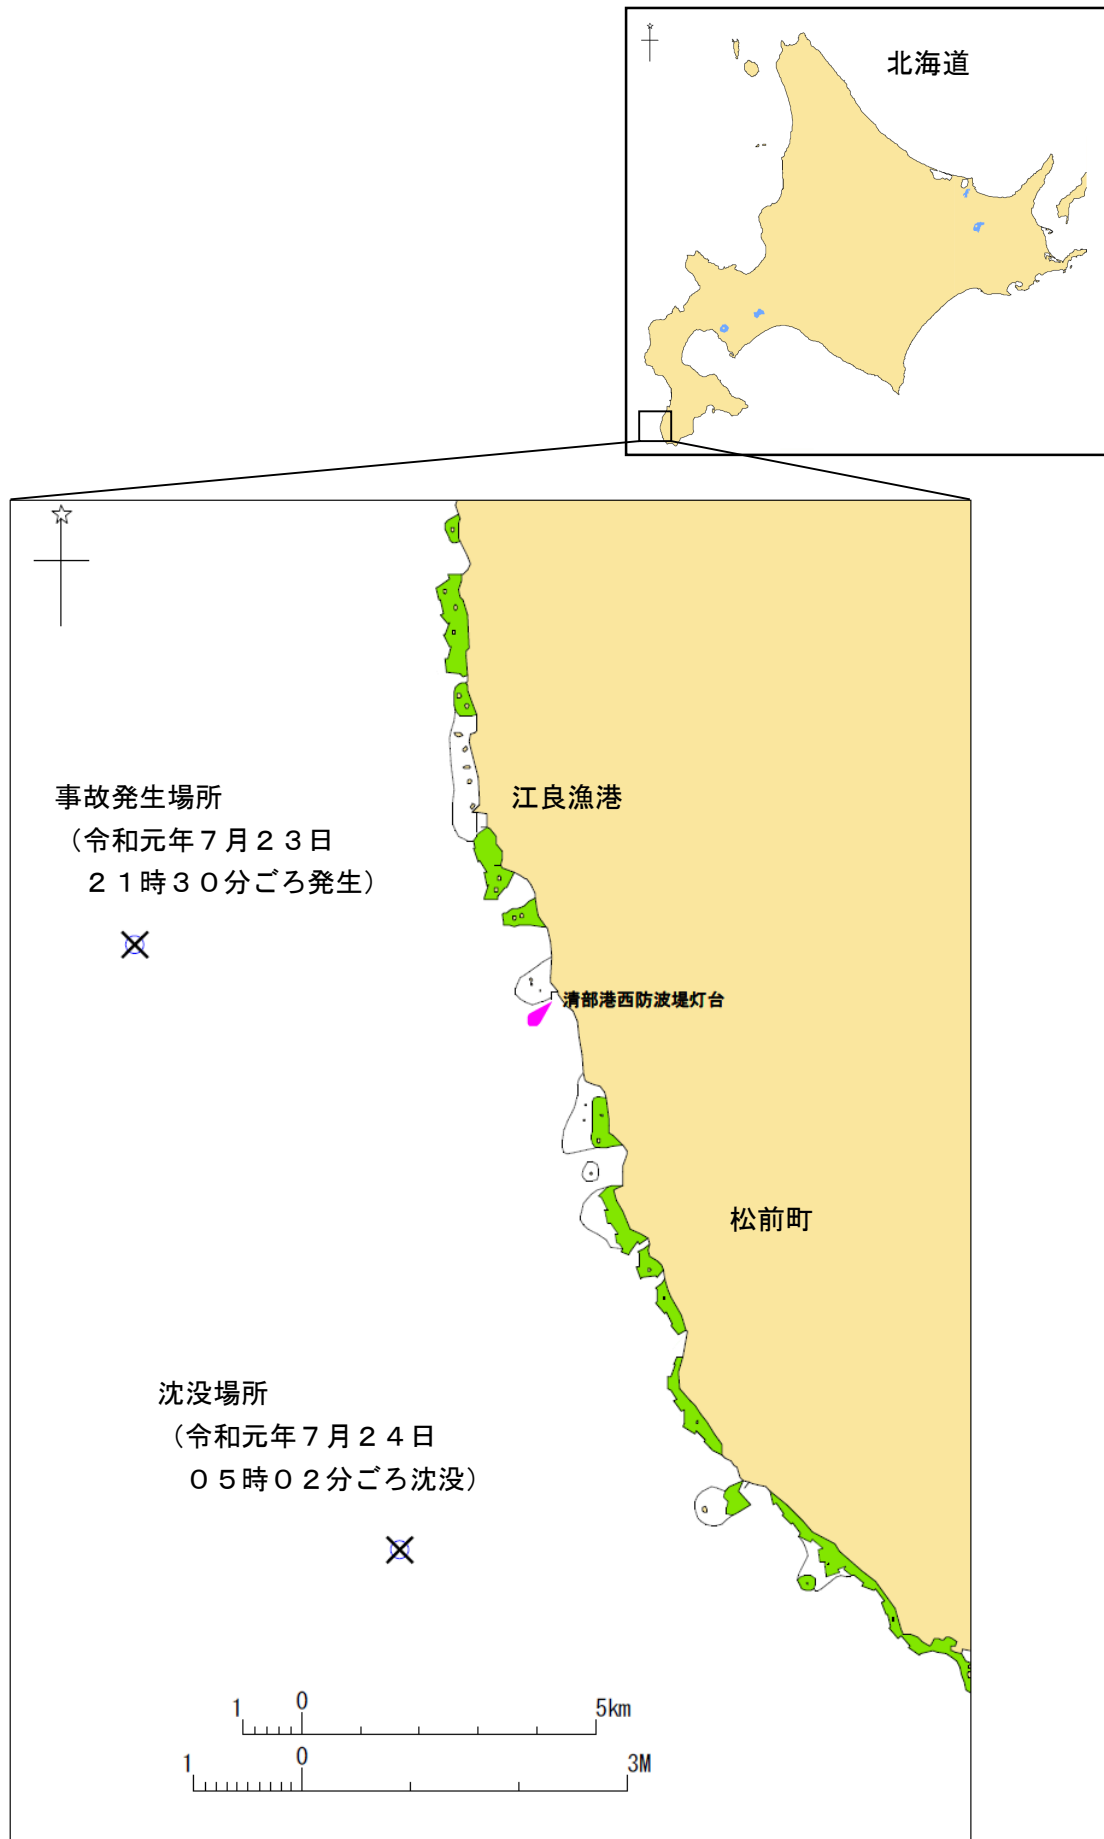 北海道
事故発生場所
（令和元年７月２３日
２１時３０分ごろ発生）
江良漁港
清部港西防波堤灯台
松前町
沈没場所
（令和元年７月２４日
０５時０２分ごろ沈没）
1 0 5km
1 0 3M